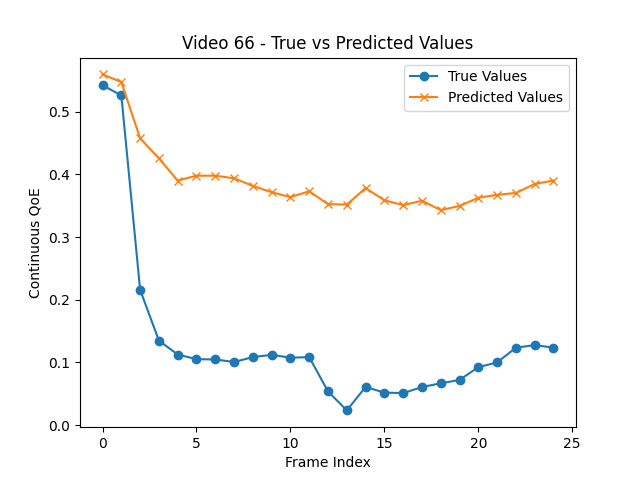 Video 66 - True vs Predicted Values
True Values
Predicted Values
Continuous QoE
0.5
0.4
0.3
0.2
0.1
0.0
0 5 10 15 20 25
Frame Index